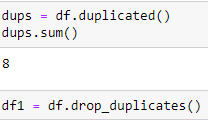 dups = df.duplicated()
dups.sum()
8
df1 = df.drop_duplicates()